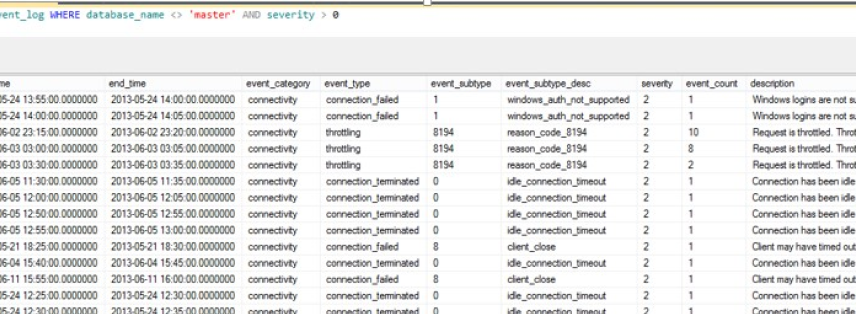 ent_log WHERE database_name <> 'master' AND severity > 0
me end_time event_category event_type event_subtype event_subtype_desc severity event_count description
05-24 13:55:00.0000000 2013-05-24 14:00:00.0000000 connectivity connection_failed 1 windows_auth_not_supported 2 1 Windows logins are not su
05-24 14:00:00.0000000 2013-05-24 14:05:00.0000000 connectivity connection_failed 1 windows_auth_not_supported 2 1 Windows logins are not su
06-02 23:15:00.0000000 2013-06-02 23:20:00.0000000 connectivity throttling 8194 reason_code_8194 2 10 Request is throttled. Throt
06-03 03:00:00.0000000 2013-06-03 03:05:00.0000000 connectivity throttling 8194 reason_code_8194 2 8 Request is throttled. Throt
06-03 03:30:00.0000000 2013-06-03 03:35:00.0000000 connectivity throttling 8194 reason_code_8194 2 2 Request is throttled. Throt
06-05 11:30:00.0000000 2013-06-05 11:35:00.0000000 connectivity connection_terminated 0 idle_connection_timeout 2 1 Connection has been idle
06-05 12:00:00.0000000 2013-06-05 12:05:00.0000000 connectivity connection_terminated 0 idle_connection_timeout 2 1 Connection has been idle
06-05 12:50:00.0000000 2013-06-05 12:55:00.0000000 connectivity connection_terminated 0 idle_connection_timeout 2 1 Connection has been idle
06-05 12:55:00.0000000 2013-06-05 13:00:00.0000000 connectivity connection_terminated 0 idle_connection_timeout 2 1 Connection has been idle
05-21 18:25:00.0000000 2013-05-21 18:30:00.0000000 connectivity connection_failed 8 client_close 2 1 Client may have timed out
06-04 15:40:00.0000000 2013-06-04 15:45:00.0000000 connectivity connection_terminated 0 idle_connection_timeout 2 1 Connection has been idle
06-11 15:55:00.0000000 2013-06-11 16:00:00.0000000 connectivity connection_failed 8 client_close 2 1 Client may have timed out
05-24 12:25:00.0000000 2013-05-24 12:30:00.0000000 connectivity connection_terminated 0 idle_connection_timeout 2 1 Connection has been idle
05-24 12:30:00.0000000 2013-05-24 12:35:00.0000000 connectivity connection_terminated 0 idle_connection_timeout 2 1 Connection has been idle